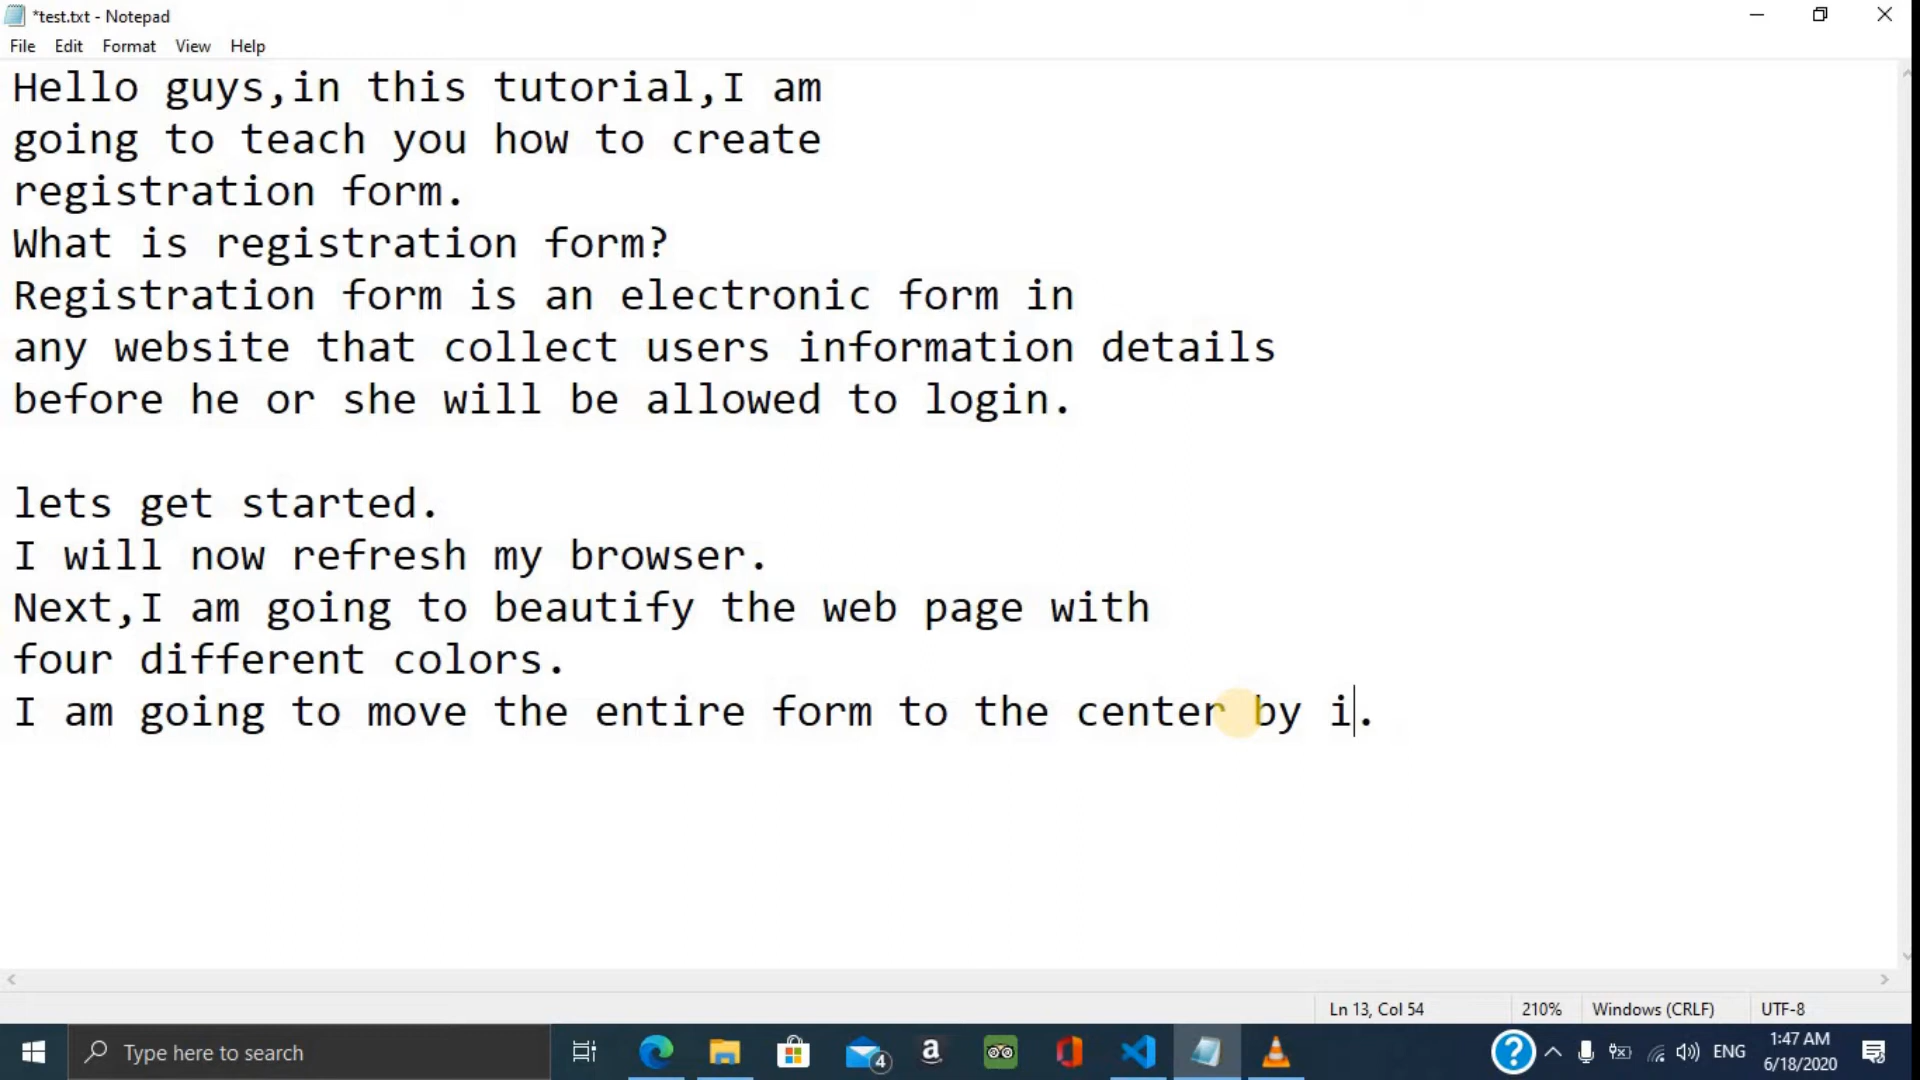 *test.txt - Notepad
File Edit Format View Help
Hello guys,in this tutorial,I am
going to teach you how to create
registration form.
What is registration form?
Registration form is an electronic form in
any website that collect users information details
before he or she will be allowed to login.
lets get started.
I will now refresh my browser.
Next,I am going to beautify the web page with
four different colors.
I am going to move the entire form to the center by i.
Ln 13, Col 54 210% Windows (CRLF) UTF-8
Type here to search 4 a ? ENG 1:47 AM
6/18/2020